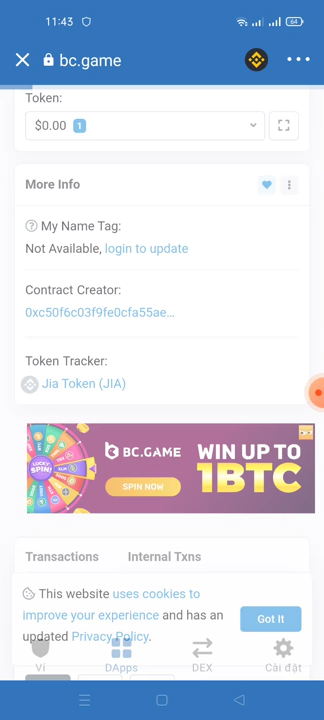 11:43
64
bc.game
Token:
$0.00 1
More Info
My Name Tag:
Not Available, login to update
Contract Creator:
0xc50f6c03f9fe0cfa55ae...
Token Tracker:
Jia Token (JIA)
LUCKY
SPIN!
BC.GAME
SPIN NOW
WIN UP TO
1BTC
Transactions Internal Txns
This website uses cookies to
improve your experience and has an
updated Privacy Policy.
Got It
Ví DApps DEX Cài đặt